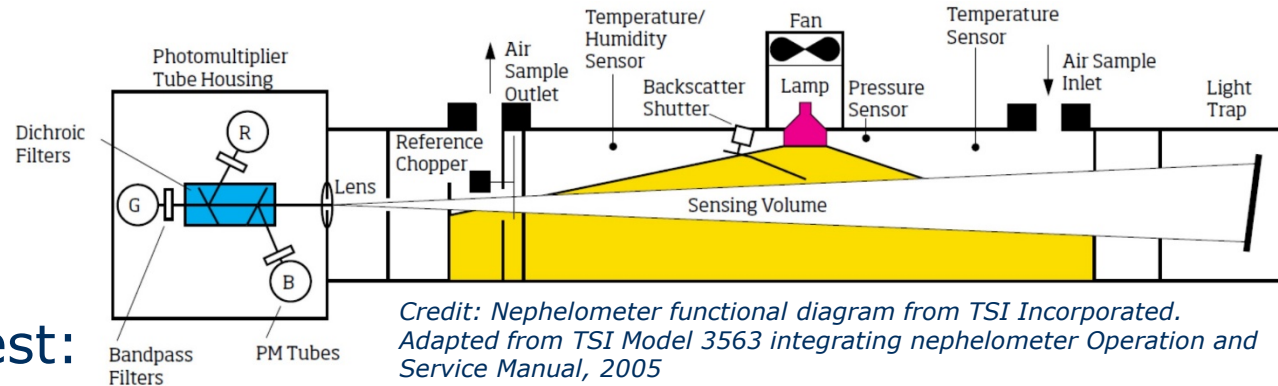 Photomultiplier
Tube Housing
Dichroic
Filters
R
G
B
Bandpass
Filters
PM Tubes
Lens
Reference
Chopper
Air
Sample
Outlet
Temperature/
Humidity
Sensor
Backscatter
Shutter
Fan
Lamp
Pressure
Sensor
Temperature
Sensor
Air Sample
Inlet
Light
Trap
Sensing Volume
Credit: Nephelometer functional diagram from TSI Incorporated.
Adapted from TSI Model 3563 integrating nephelometer Operation and
Service Manual, 2005
est: